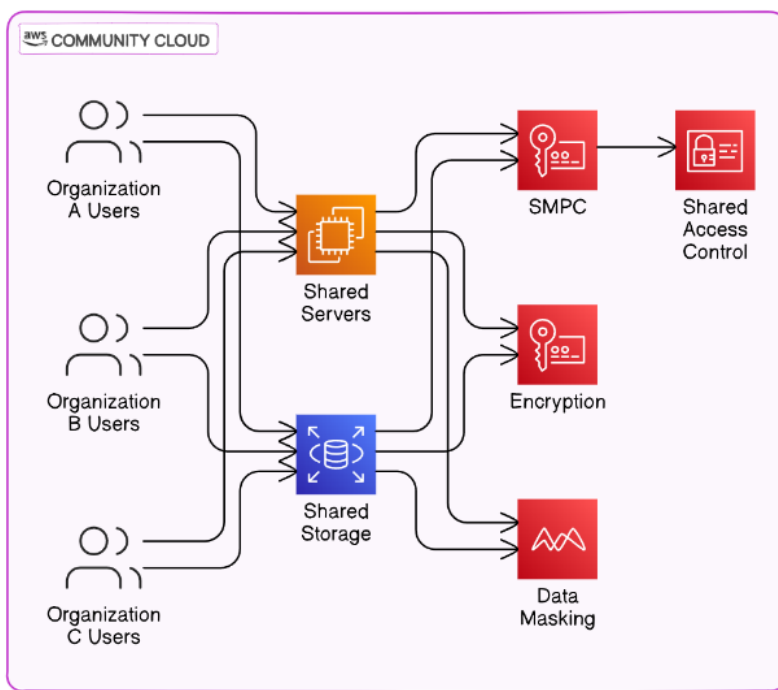 aws COMMUNITY CLOUD
Organization
A Users
Shared
Servers
SMPC
Shared
Access
Control
Organization
B Users
Encryption
Shared
Storage
Organization
C Users
Data
Masking